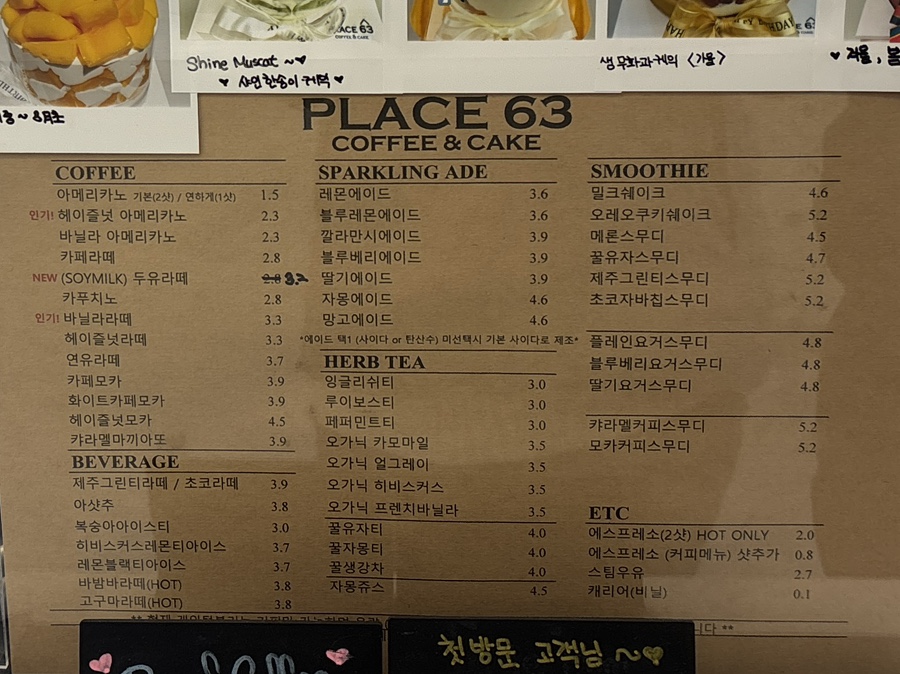 PLACE 63
COFFEE & CAKE
Shine Muscat ~♥
♥ 샤인한송이 케익 ♥
생무화과케익 〈가을〉
PLACE 63
COFFEE & CAKE
COFFEE
아메리카노 기본(2샷) / 연하게(1샷) 1.5
인기! 헤이즐넛 아메리카노 2.3
바닐라 아메리카노 2.3
카페라떼 2.8
NEW (SOYMILK) 두유라떼 2.8 3.2
카푸치노 2.8
인기! 바닐라라떼 3.3
헤이즐넛라떼 3.3
연유라떼 3.7
카페모카 3.9
화이트카페모카 3.9
헤이즐넛모카 4.5
캬라멜마끼아또 3.9
BEVERAGE
제주그린티라떼 / 초코라떼 3.9
아샷추 3.8
복숭아아이스티 3.0
히비스커스레몬티아이스 3.7
레몬블랙티아이스 3.7
바밤바라떼(HOT) 3.8
고구마라떼(HOT) 3.8
SPARKLING ADE
레몬에이드 3.6
블루레몬에이드 3.6
깔라만시에이드 3.9
블루베리에이드 3.9
딸기에이드 3.9
자몽에이드 4.6
망고에이드 4.6
*에이드 택1 (사이다 or 탄산수) 미선택시 기본 사이다로 제조*
HERB TEA
잉글리쉬티 3.0
루이보스티 3.0
페퍼민트티 3.0
오가닉 카모마일 3.5
오가닉 얼그레이 3.5
오가닉 히비스커스 3.5
오가닉 프렌치바닐라 3.5
꿀유자티 4.0
꿀자몽티 4.0
꿀생강차 4.0
자몽쥬스 4.5
SMOOTHIE
밀크쉐이크 4.6
오레오쿠키쉐이크 5.2
메론스무디 4.5
꿀유자스무디 4.7
제주그린티스무디 5.2
초코자바칩스무디 5.2
플레인요거스무디 4.8
블루베리요거스무디 4.8
딸기요거스무디 4.8
캬라멜커피스무디 5.2
모카커피스무디 5.2
ETC
에스프레소(2샷) HOT ONLY 2.0
에스프레소 (커피메뉴) 샷추가 0.8
스팀우유 2.7
캐리어(비닐) 0.1
니다 **
첫방문 고객님 ~♥